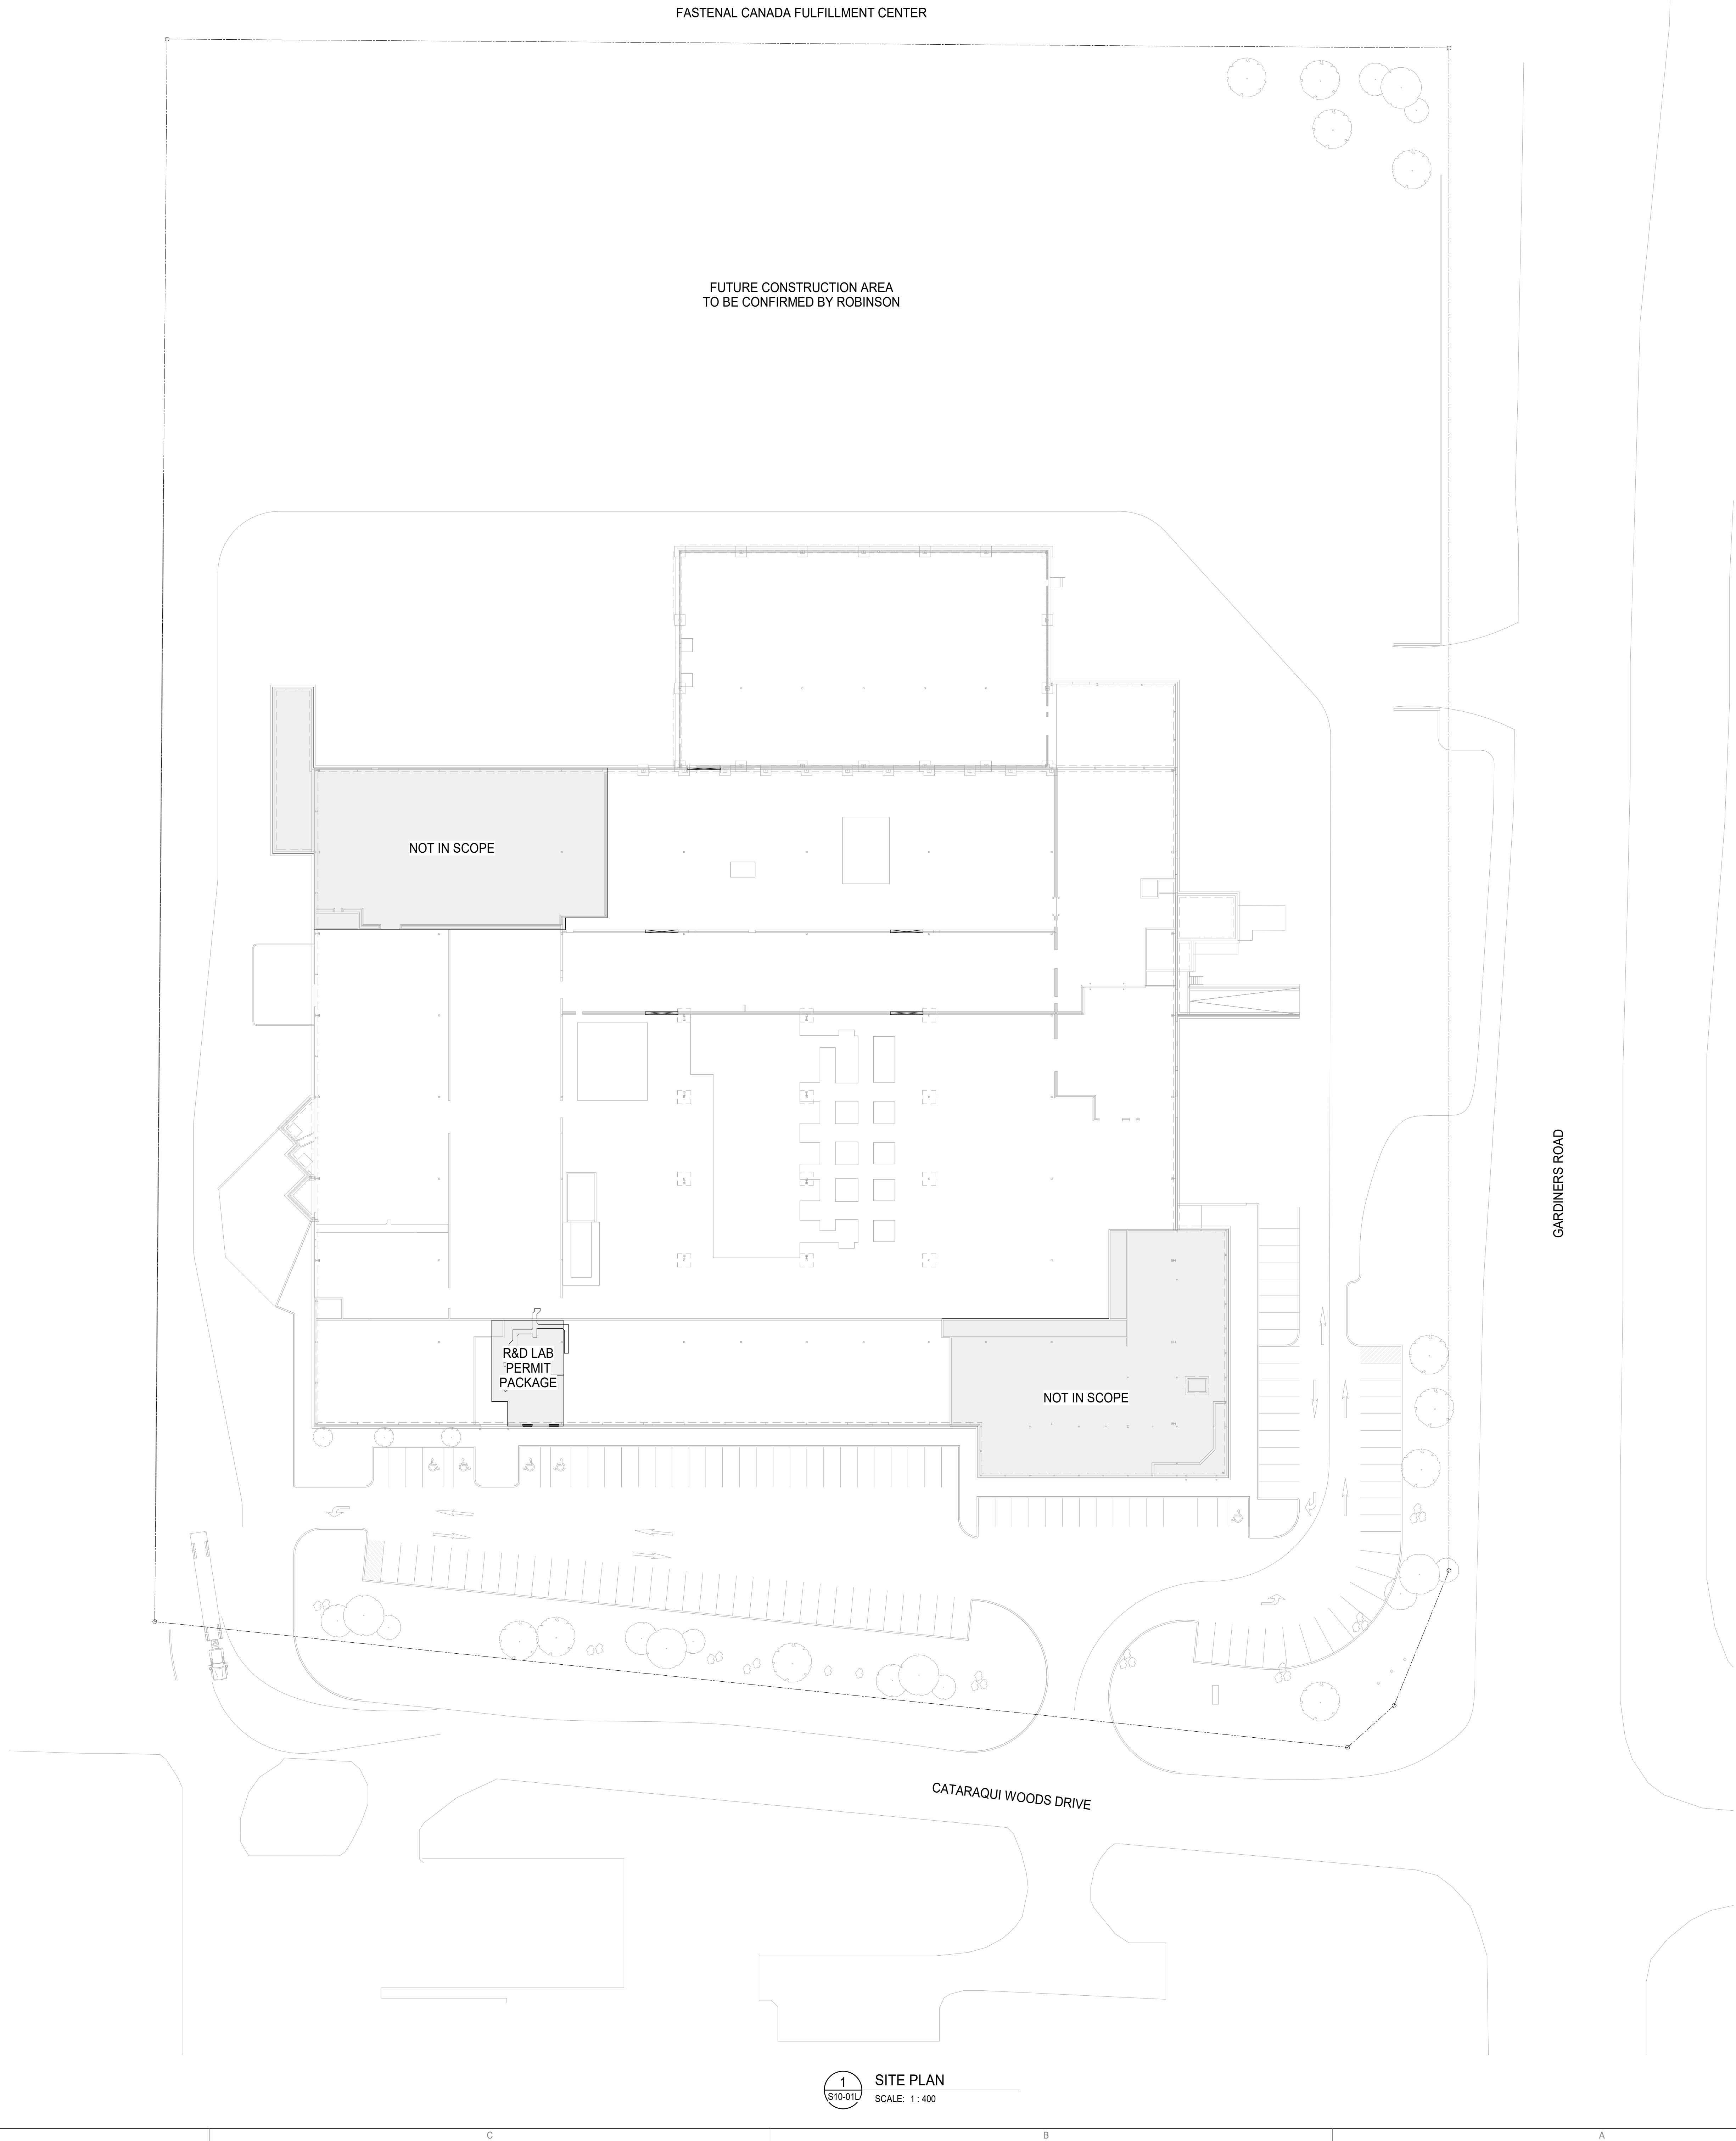 FASTENAL CANADA FULFILLMENT CENTER
FUTURE CONSTRUCTION AREA
TO BE CONFIRMED BY ROBINSON
NOT IN SCOPE
GARDINERS ROAD
R&D LAB
PERMIT
PACKAGE
NOT IN SCOPE
CATARAQUI WOODS DRIVE
1
S10-01L
SITE PLAN
SCALE: 1 : 400
C
B
A